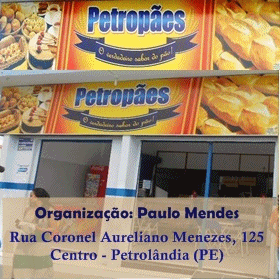 Petropães
O verdadeiro sabor do pão!
Petropães
O verdadeiro sabor do pão!
Organização: Paulo Mendes
Rua Coronel Aureliano Menezes, 125
Centro - Petrolândia (PE)